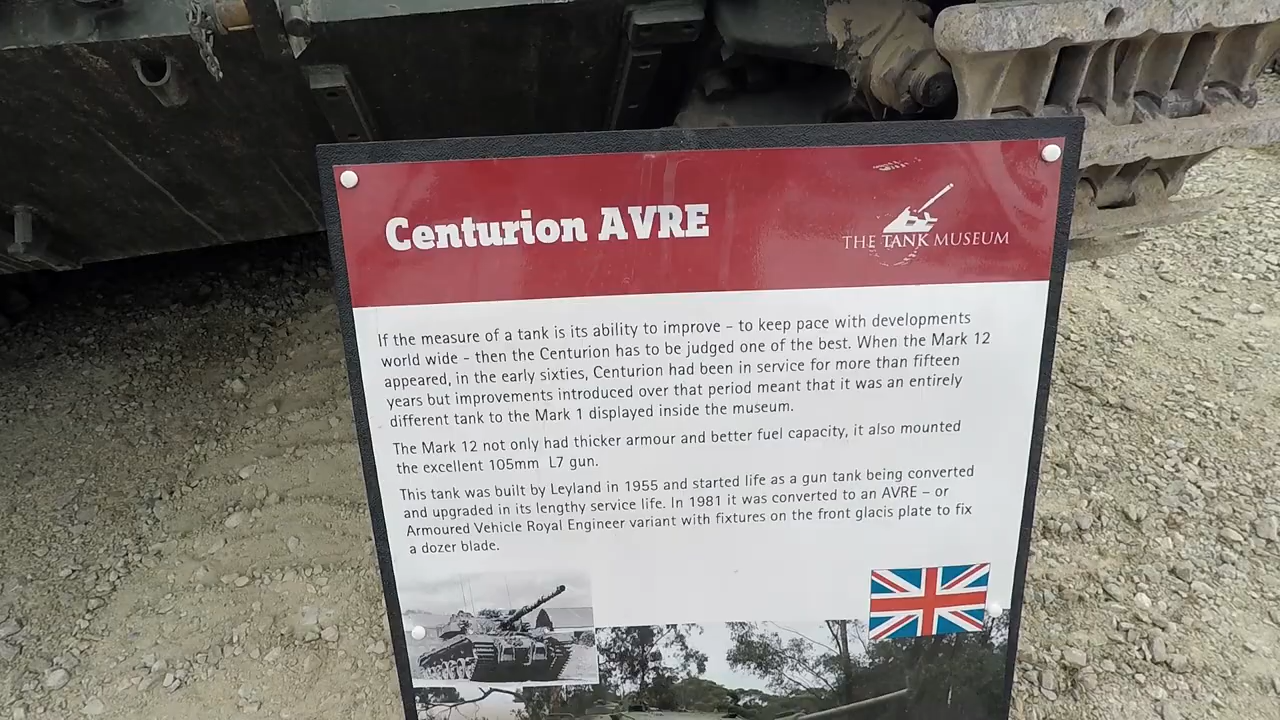 Centurion AVRE
THE TANK MUSEUM
If the measure of a tank is its ability to improve – to keep pace with developments
world wide – then the Centurion has to be judged one of the best. When the Mark 12
appeared, in the early sixties, Centurion had been in service for more than fifteen
years but improvements introduced over that period meant that it was an entirely
different tank to the Mark 1 displayed inside the museum.
The Mark 12 not only had thicker armour and better fuel capacity, it also mounted
the excellent 105mm L7 gun.
This tank was built by Leyland in 1955 and started life as a gun tank being converted
and upgraded in its lengthy service life. In 1981 it was converted to an AVRE – or
Armoured Vehicle Royal Engineer variant with fixtures on the front glacis plate to fix
a dozer blade.